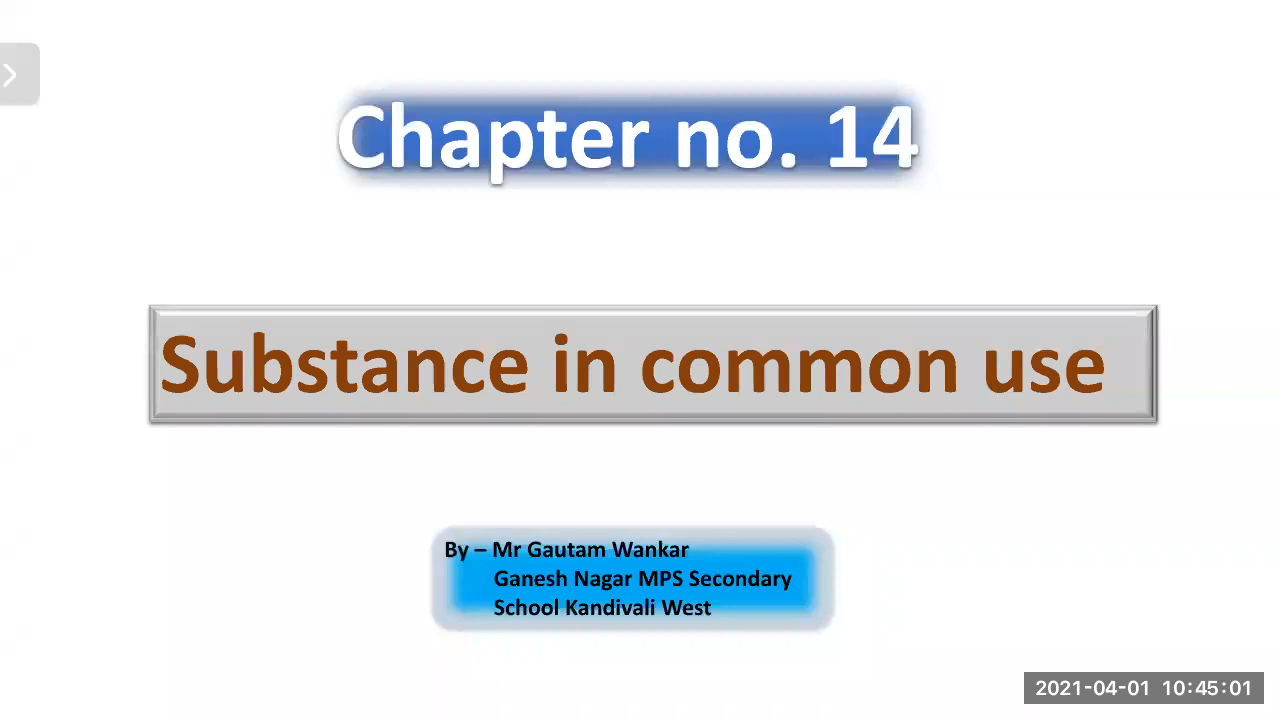 Chapter no. 14
Substance in common use
By – Mr Gautam Wankar
Ganesh Nagar MPS Secondary
School Kandivali West
2021-04-01 10:45:01